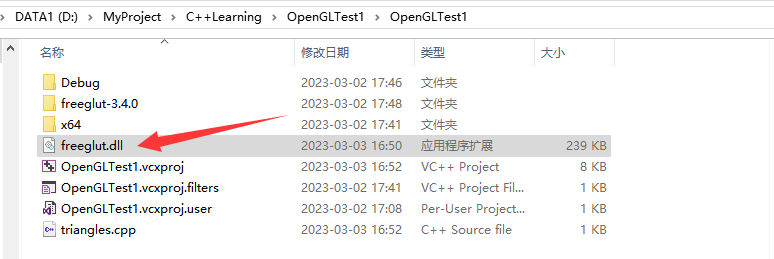 DATA1 (D:) > MyProject > C++Learning > OpenGLTest1 > OpenGLTest1
名称 修改日期 类型 大小
Debug 2023-03-02 17:46 文件夹
freeglut-3.4.0 2023-03-02 17:48 文件夹
x64 2023-03-02 17:41 文件夹
freeglut.dll 2023-03-03 16:50 应用程序扩展 239 KB
OpenGLTest1.vcxproj 2023-03-03 16:52 VC++ Project 8 KB
OpenGLTest1.vcxproj.filters 2023-03-02 17:41 VC++ Project Fil... 1 KB
OpenGLTest1.vcxproj.user 2023-03-02 17:08 Per-User Project... 1 KB
triangles.cpp 2023-03-03 16:52 C++ Source file 1 KB